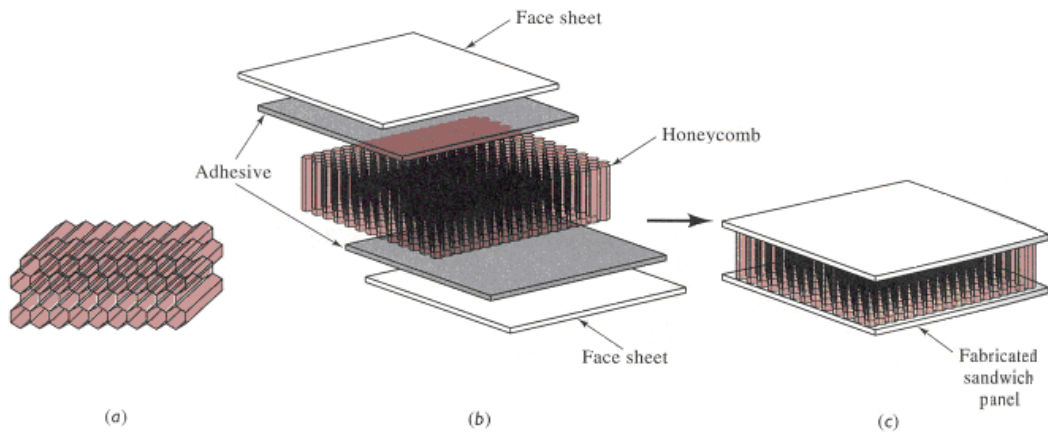 Face sheet
Honeycomb
Adhesive
Face sheet
Fabricated
sandwich
panel
(a)
(b)
(c)